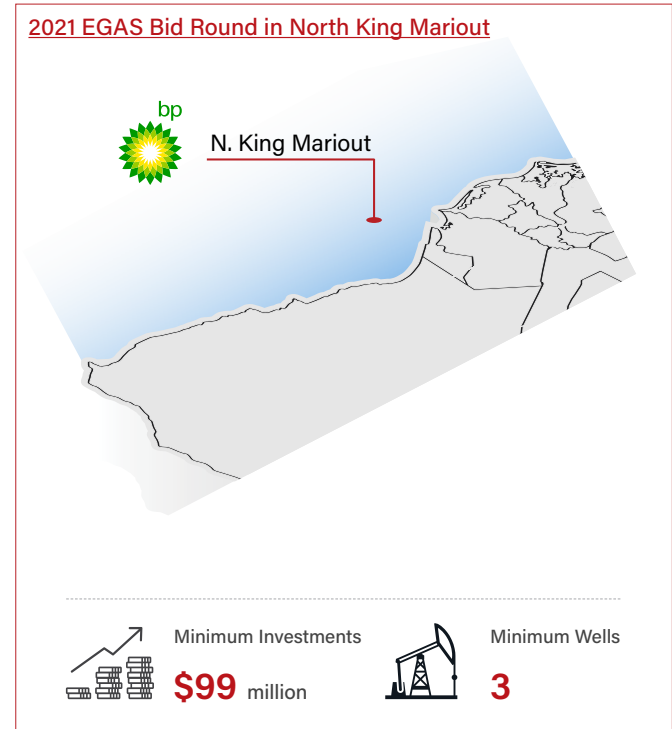 2021 EGAS Bid Round in North King Mariout
bp
N. King Mariout
Minimum Investments
$99 million
Minimum Wells
3